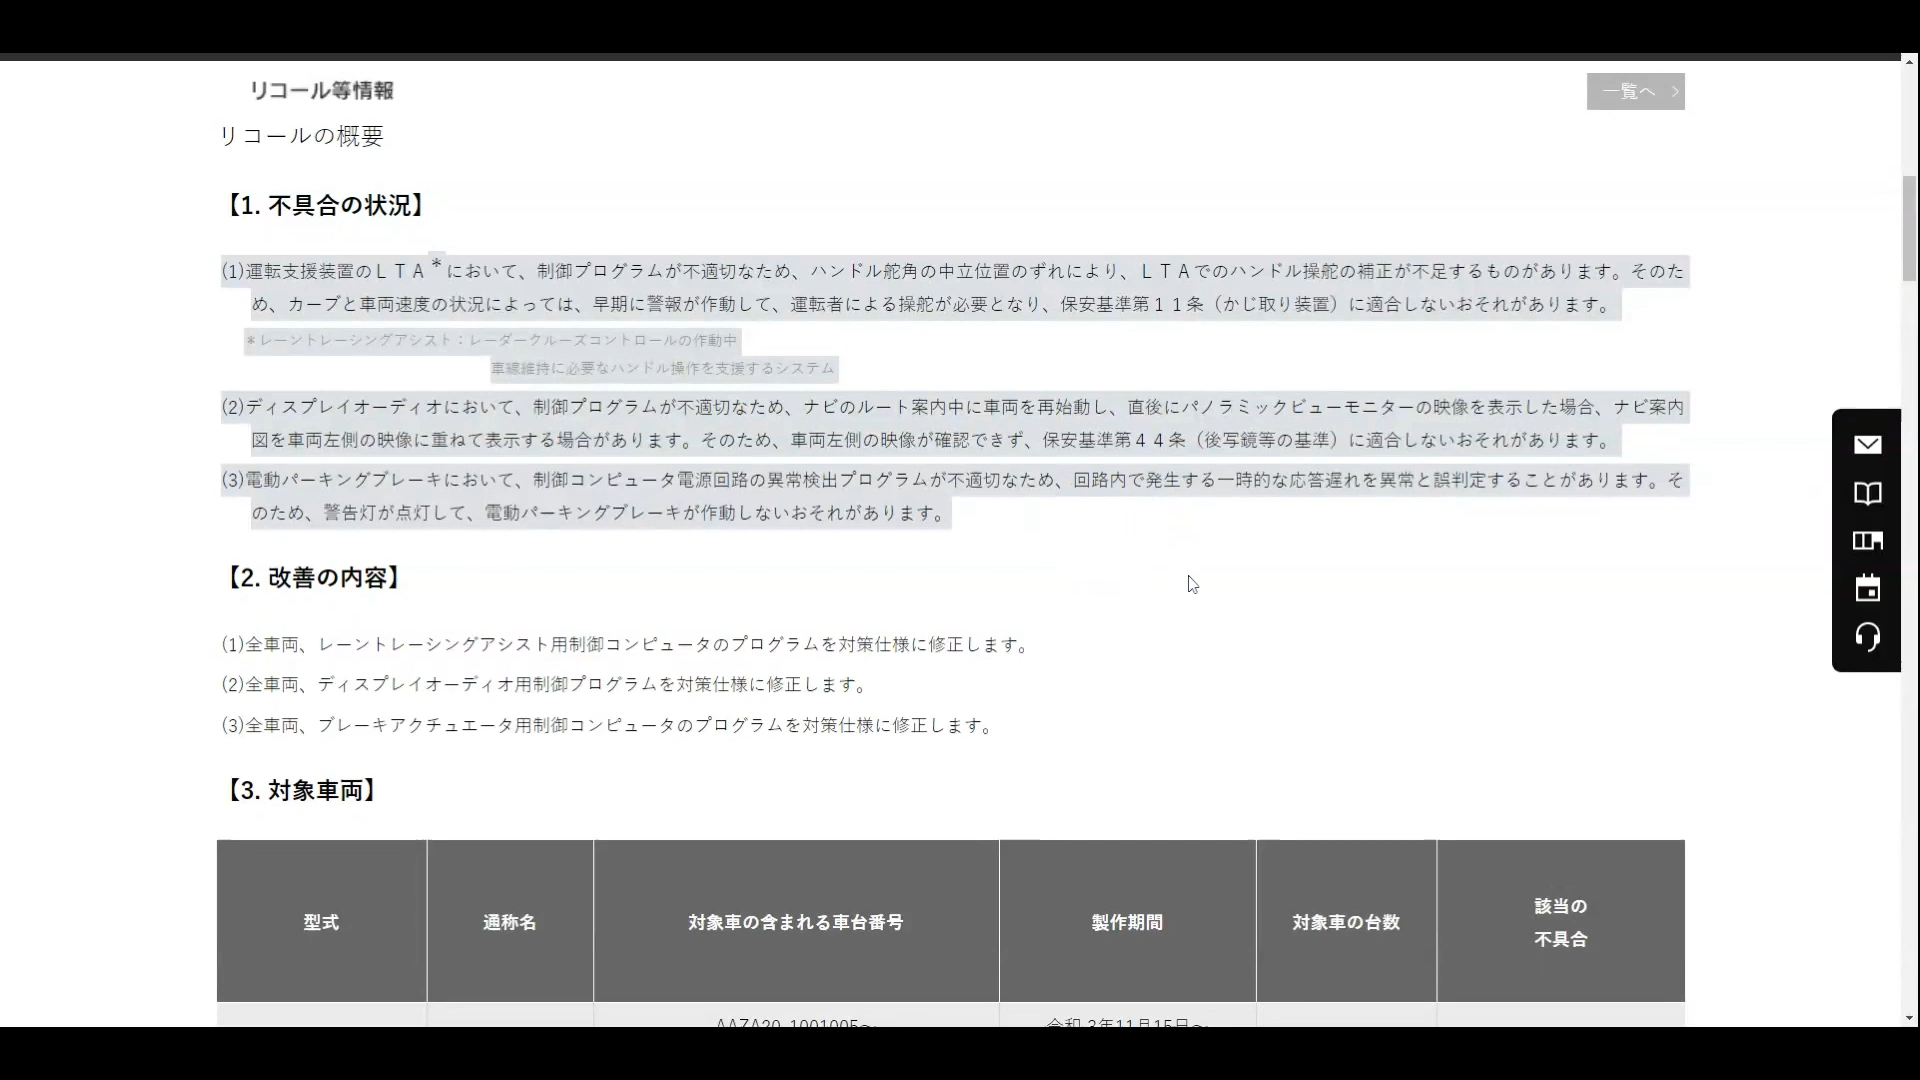 リコール等情報
一覧へ
リコールの概要
【1. 不具合の状況】
(1)運転支援装置のＬＴＡ＊において、制御プログラムが不適切なため、ハンドル舵角の中立位置のずれにより、ＬＴＡでのハンドル操舵の補正が不足するものがあります。そのた
め、カーブと車両速度の状況によっては、早期に警報が作動して、運転者による操舵が必要となり、保安基準第１１条（かじ取り装置）に適合しないおそれがあります。
＊レーントレーシングアシスト：レーダークルーズコントロールの作動中
車線維持に必要なハンドル操作を支援するシステム
(2)ディスプレイオーディオにおいて、制御プログラムが不適切なため、ナビのルート案内中に車両を再始動し、直後にパノラミックビューモニターの映像を表示した場合、ナビ案内
図を車両左側の映像に重ねて表示する場合があります。そのため、車両左側の映像が確認できず、保安基準第４４条（後写鏡等の基準）に適合しないおそれがあります。
(3)電動パーキングブレーキにおいて、制御コンピュータ電源回路の異常検出プログラムが不適切なため、回路内で発生する一時的な応答遅れを異常と誤判定することがあります。そ
のため、警告灯が点灯して、電動パーキングブレーキが作動しないおそれがあります。
【2. 改善の内容】
(1)全車両、レーントレーシングアシスト用制御コンピュータのプログラムを対策仕様に修正します。
(2)全車両、ディスプレイオーディオ用制御プログラムを対策仕様に修正します。
(3)全車両、ブレーキアクチュエータ用制御コンピュータのプログラムを対策仕様に修正します。
【3. 対象車両】
型式 通称名 対象車の含まれる車台番号 製作期間 対象車の台数 該当の
不具合
AAZA20-1001005～ 令和 3年11月15日～